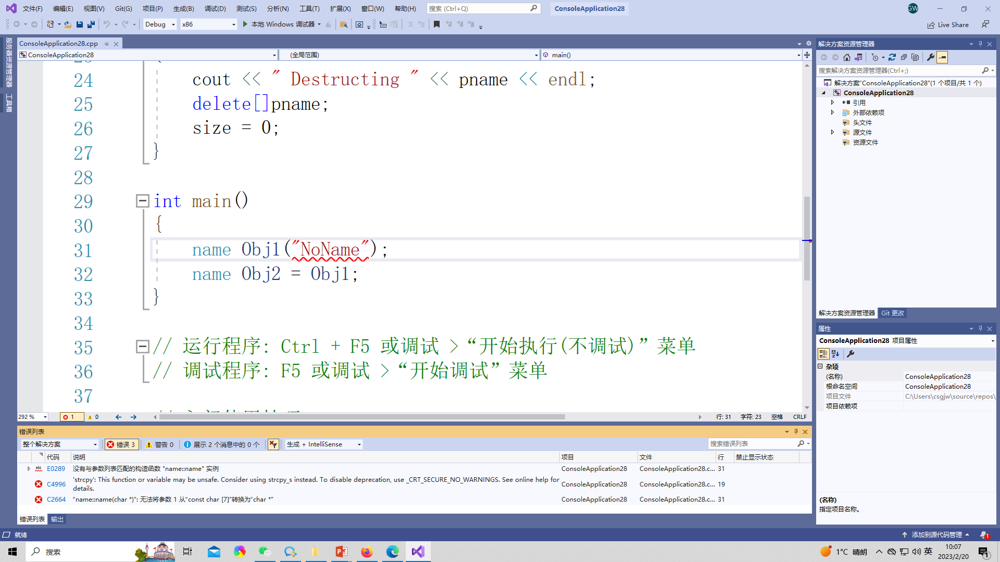 文件(F) 编辑(E) 视图(V) Git(G) 项目(P) 生成(B) 调试(D) 测试(S) 分析(N) 工具(T) 扩展(X) 窗口(W) 帮助(H) 搜索 (Ctrl+Q) ConsoleApplication28 GW
Debug x86 本地 Windows 调试器 Live Share
服务器资源管理器
工具箱
ConsoleApplication28.cpp
ConsoleApplication28 (全局范围) main()
24 cout << " Destructing " << pname << endl;
25 delete[]pname;
26 size = 0;
27 }
28
29 int main()
30 {
31 name Obj1("NoName");
32 name Obj2 = Obj1;
33 }
34
35 // 运行程序: Ctrl + F5 或调试 >“开始执行(不调试)”菜单
36 // 调试程序: F5 或调试 >“开始调试”菜单
37
292 % 1 0 行: 31 字符: 23 空格 CRLF
错误列表
整个解决方案 错误 3 警告 0 展示 2 个消息中的 0 个 生成 + IntelliSense 搜索错误列表
代码 说明 项目 文件 行 禁止显示状态
abc E0289 没有与参数列表匹配的构造函数 "name::name" 实例 ConsoleApplication28 ConsoleApplication28.c... 31
C4996 'strcpy': This function or variable may be unsafe. Consider using strcpy_s instead. To disable deprecation, use _CRT_SECURE_NO_WARNINGS. See online help for
details. ConsoleApplication28 ConsoleApplication28.c... 19
C2664 “name::name(char *)”: 无法将参数 1 从“const char [7]”转换为“char *” ConsoleApplication28 ConsoleApplication28.c... 31
错误列表 输出
解决方案资源管理器
搜索解决方案资源管理器(Ctrl+;)
解决方案"ConsoleApplication28"(1 个项目/共 1 个)
ConsoleApplication28
引用
外部依赖项
头文件
源文件
资源文件
解决方案资源管理器 Git 更改
属性
ConsoleApplication28 项目属性
杂项
(名称) ConsoleApplication28
根命名空间 ConsoleApplication28
项目文件 C:\Users\csgjw\source\repos\
项目依赖项
(名称)
指定项目名称。
就绪 添加到源代码管理 1
搜索 1°C 晴朗 英 10:07
2023/2/20 1